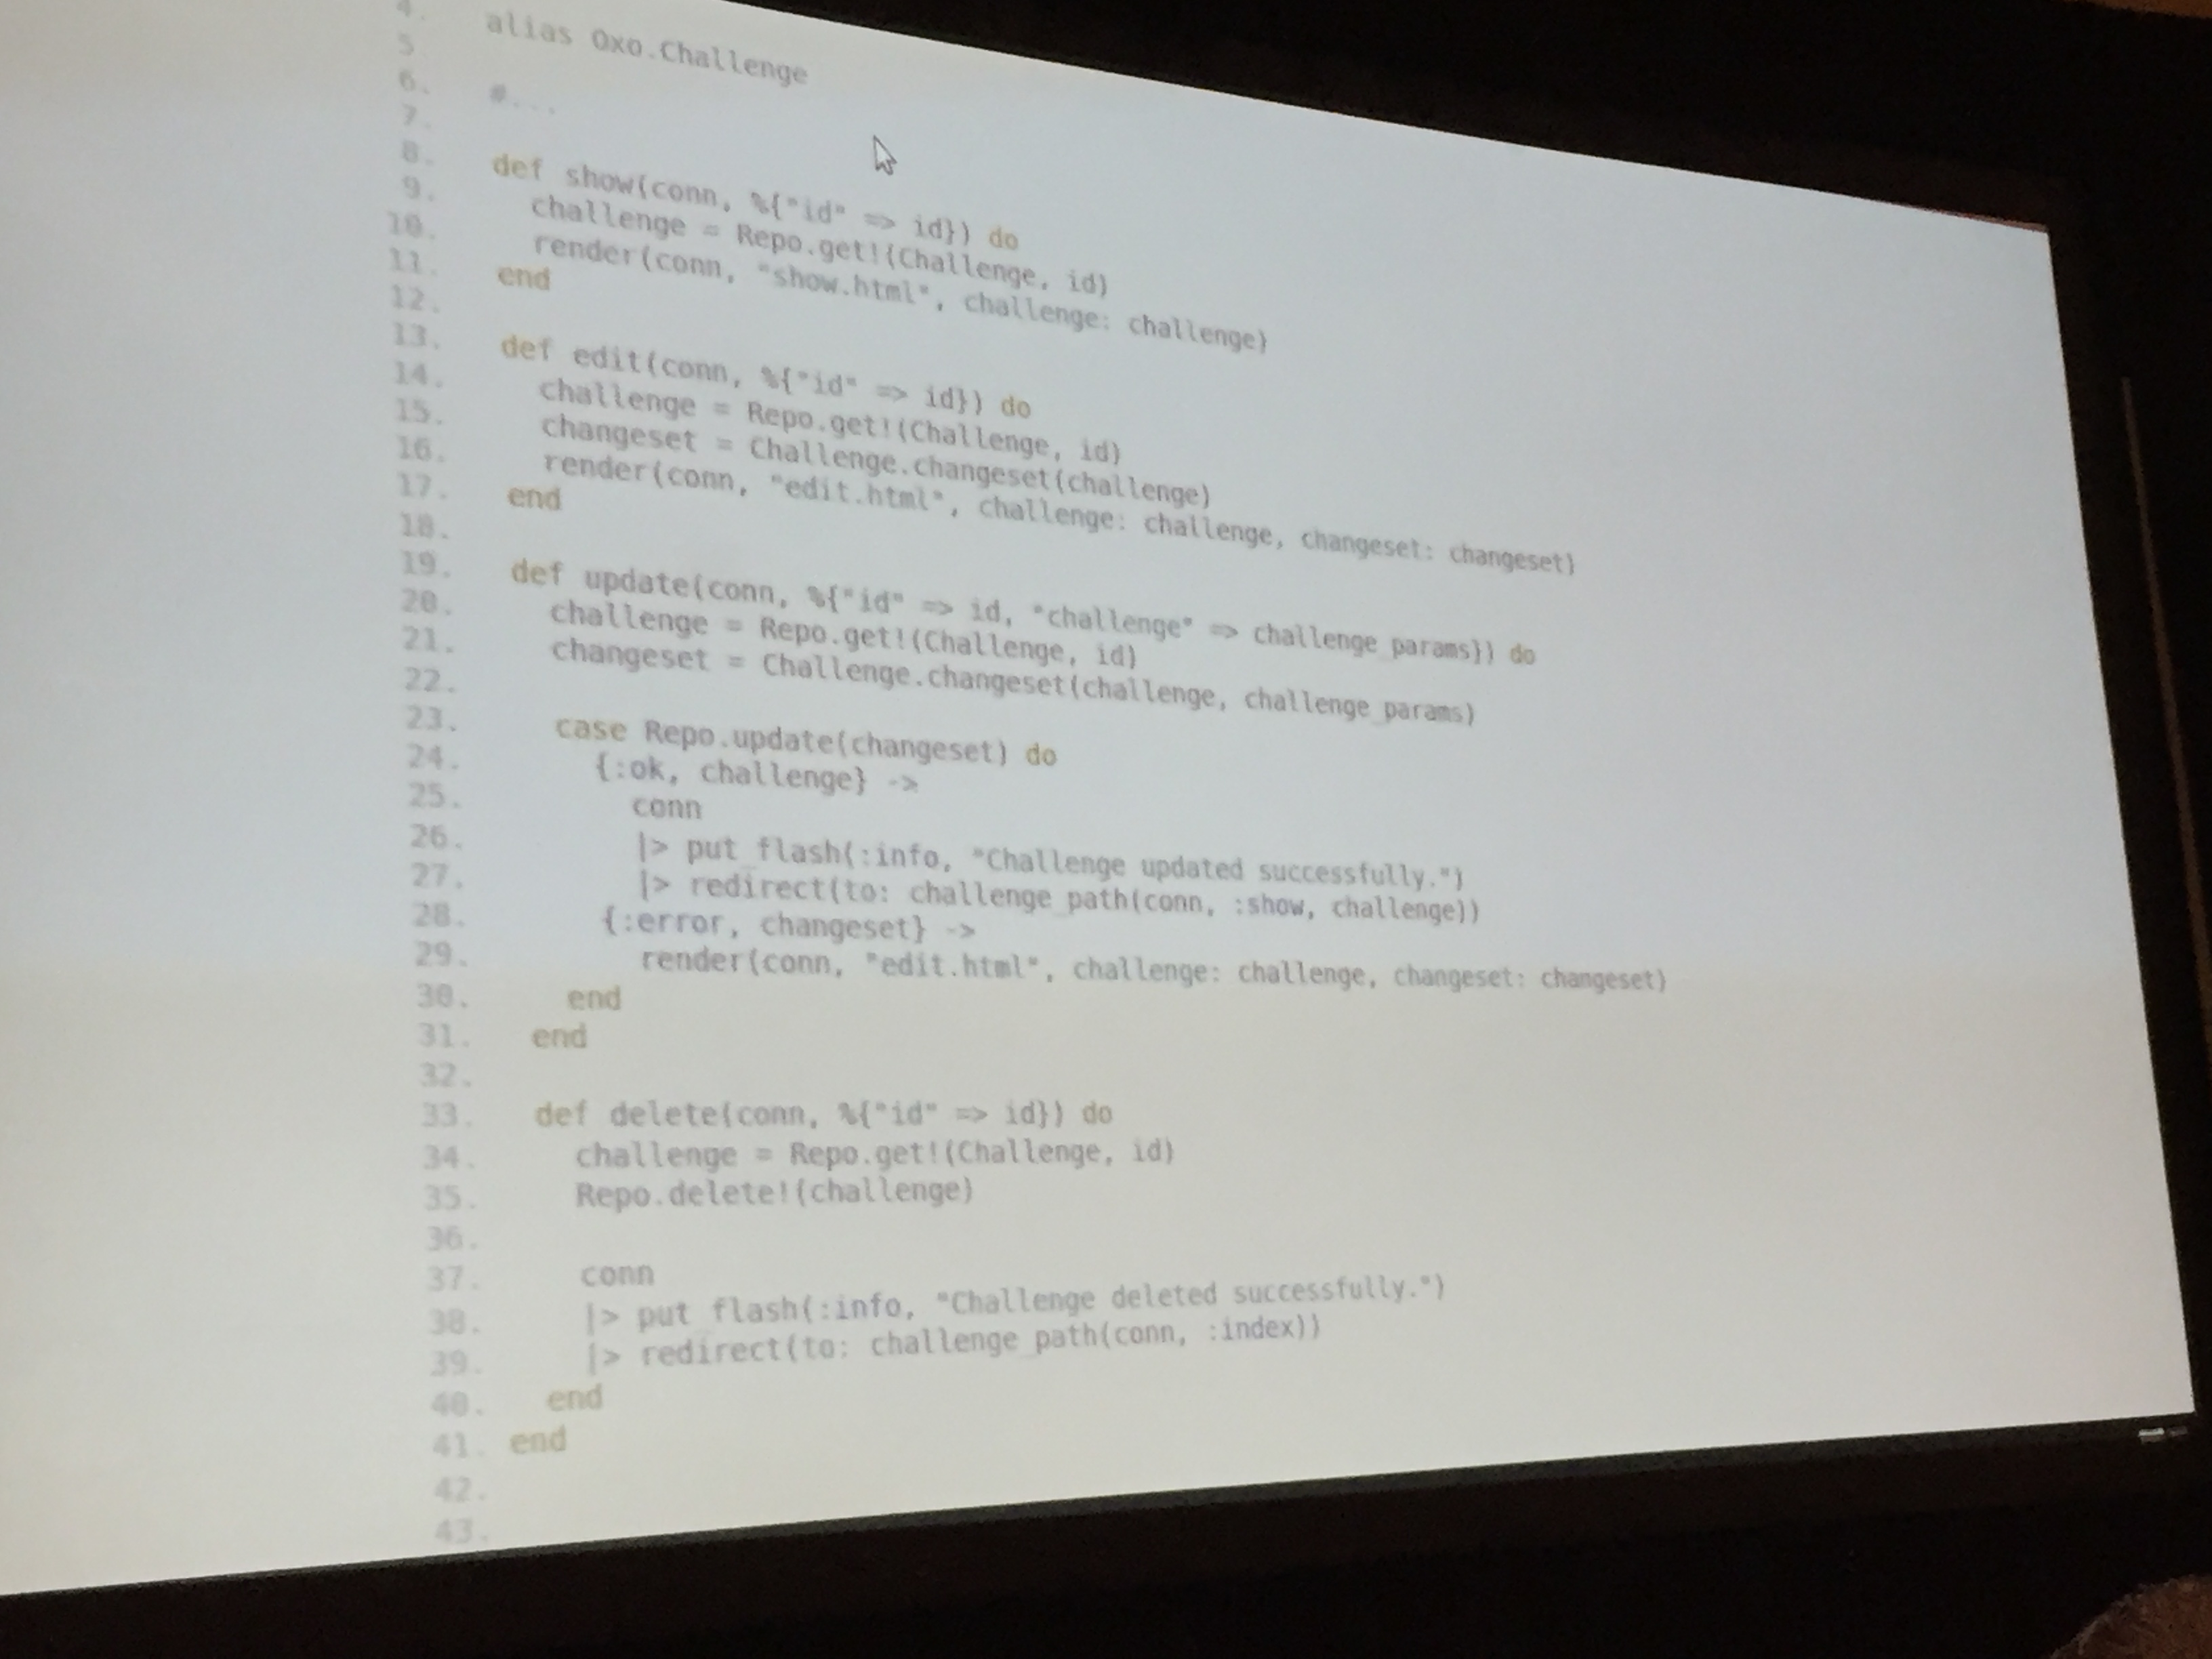 4. alias Oxo.Challenge
5.
6. #...
7.
8. def show(conn, %{"id" => id}) do
9. challenge = Repo.get!(Challenge, id)
10. render(conn, "show.html", challenge: challenge)
11. end
12.
13. def edit(conn, %{"id" => id}) do
14. challenge = Repo.get!(Challenge, id)
15. changeset = Challenge.changeset(challenge)
16. render(conn, "edit.html", challenge: challenge, changeset: changeset)
17. end
18.
19. def update(conn, %{"id" => id, "challenge" => challenge_params}) do
20. challenge = Repo.get!(Challenge, id)
21. changeset = Challenge.changeset(challenge, challenge_params)
22.
23. case Repo.update(changeset) do
24. {:ok, challenge} ->
25. conn
26. |> put_flash(:info, "Challenge updated successfully.")
27. |> redirect(to: challenge_path(conn, :show, challenge))
28. {:error, changeset} ->
29. render(conn, "edit.html", challenge: challenge, changeset: changeset)
30. end
31. end
32.
33. def delete(conn, %{"id" => id}) do
34. challenge = Repo.get!(Challenge, id)
35. Repo.delete!(challenge)
36.
37. conn
38. |> put_flash(:info, "Challenge deleted successfully.")
39. |> redirect(to: challenge_path(conn, :index))
40. end
41. end
42.
43.